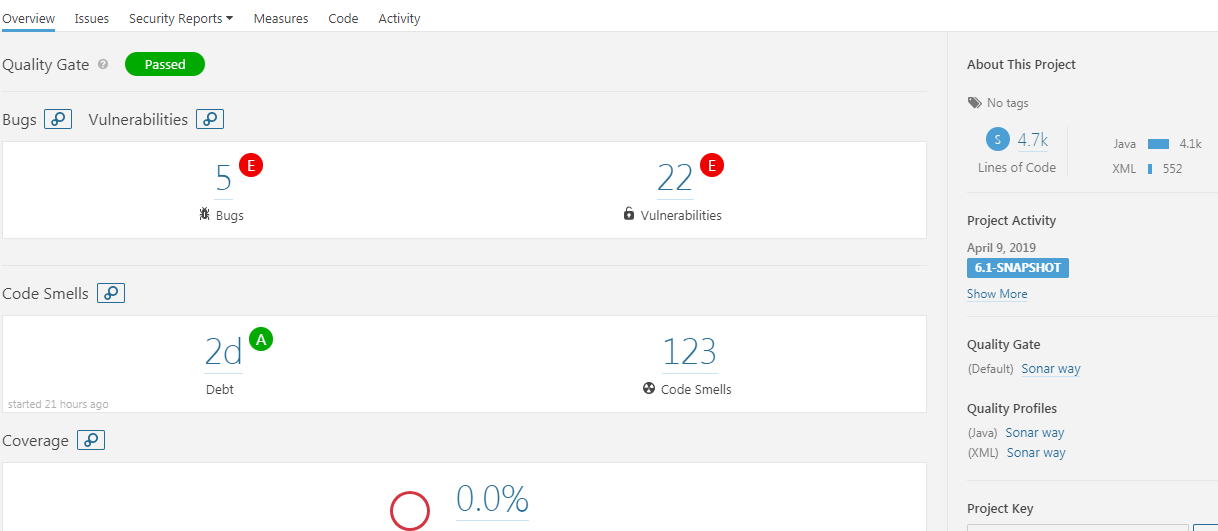 Overview Issues Security Reports Measures Code Activity
Quality Gate ? Passed
Bugs Vulnerabilities
5 E
Bugs
22 E
Vulnerabilities
Code Smells
2d A
Debt
123
Code Smells
started 21 hours ago
Coverage
0.0%
About This Project
No tags
S 4.7k
Lines of Code
Java 4.1k
XML 552
Project Activity
April 9, 2019
6.1-SNAPSHOT
Show More
Quality Gate
(Default) Sonar way
Quality Profiles
(Java) Sonar way
(XML) Sonar way
Project Key